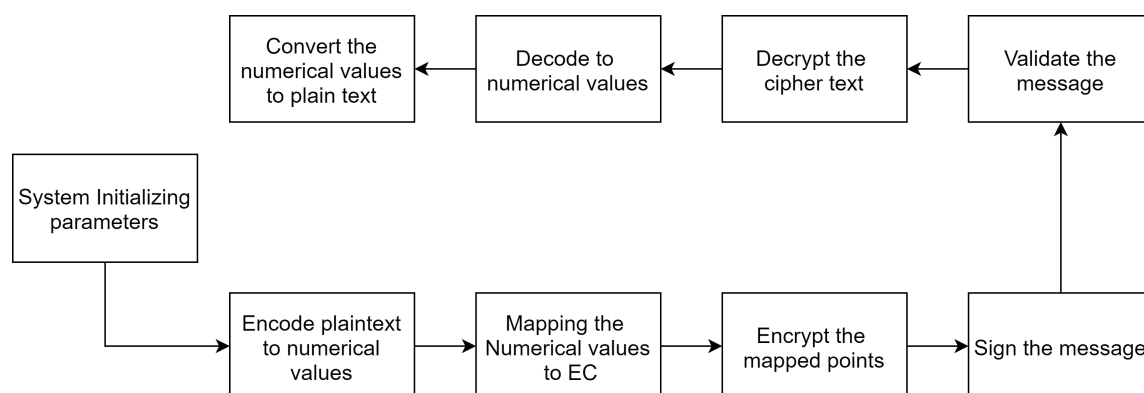 Convert the
numerical values
to plain text
Decode to
numerical values
Decrypt the
cipher text
Validate the
message
System Initializing
parameters
Encode plaintext
to numerical
values
Mapping the
Numerical values
to EC
Encrypt the
mapped points
Sign the message